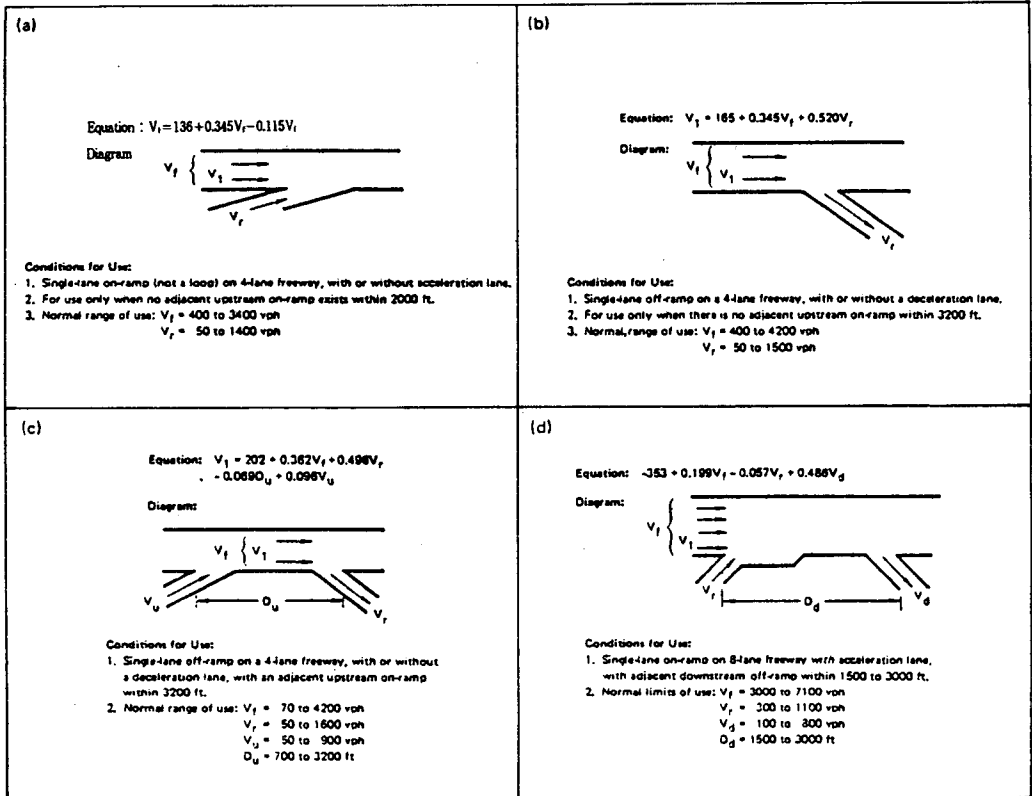 (a)
Equation : V₁=136+0.345Vf−0.115Vr
Diagram
Vf { V₁
Vr
Conditions for Use:
1. Single-lane on-ramp (not a loop) on 4-lane freeway, with or without acceleration lane.
2. For use only when no adjacent upstream on-ramp exists within 2000 ft.
3. Normal range of use: Vf = 400 to 3400 vph
Vr = 50 to 1400 vph
(b)
Equation: V₁ = 165 + 0.345Vf + 0.520Vr
Diagram:
Vf { V₁
Vr
Conditions for Use:
1. Single-lane off-ramp on a 4-lane freeway, with or without a deceleration lane.
2. For use only when there is no adjacent upstream on-ramp within 3200 ft.
3. Normal range of use: Vf = 400 to 4200 vph
Vr = 50 to 1500 vph
(c)
Equation: V₁ = 202 + 0.362Vf + 0.496Vr
- 0.069Du + 0.096Vu
Diagram:
Vf { V₁
Vu
Du
Vr
Conditions for Use:
1. Single-lane off-ramp on a 4-lane freeway, with or without
a deceleration lane, with an adjacent upstream on-ramp
within 3200 ft.
2. Normal range of use: Vf = 70 to 4200 vph
Vr = 50 to 1600 vph
Vu = 50 to 900 vph
Du = 700 to 3200 ft
(d)
Equation: -353 + 0.199Vf − 0.057Vr + 0.486Vd
Diagram:
Vf { V₁
Vr
Dd
Vd
Conditions for Use:
1. Single-lane on-ramp on 8-lane freeway with acceleration lane,
with adjacent downstream off-ramp within 1500 to 3000 ft.
2. Normal limits of use: Vf = 3000 to 7100 vph
Vr = 300 to 1100 vph
Vd = 100 to 800 vph
Dd = 1500 to 3000 ft